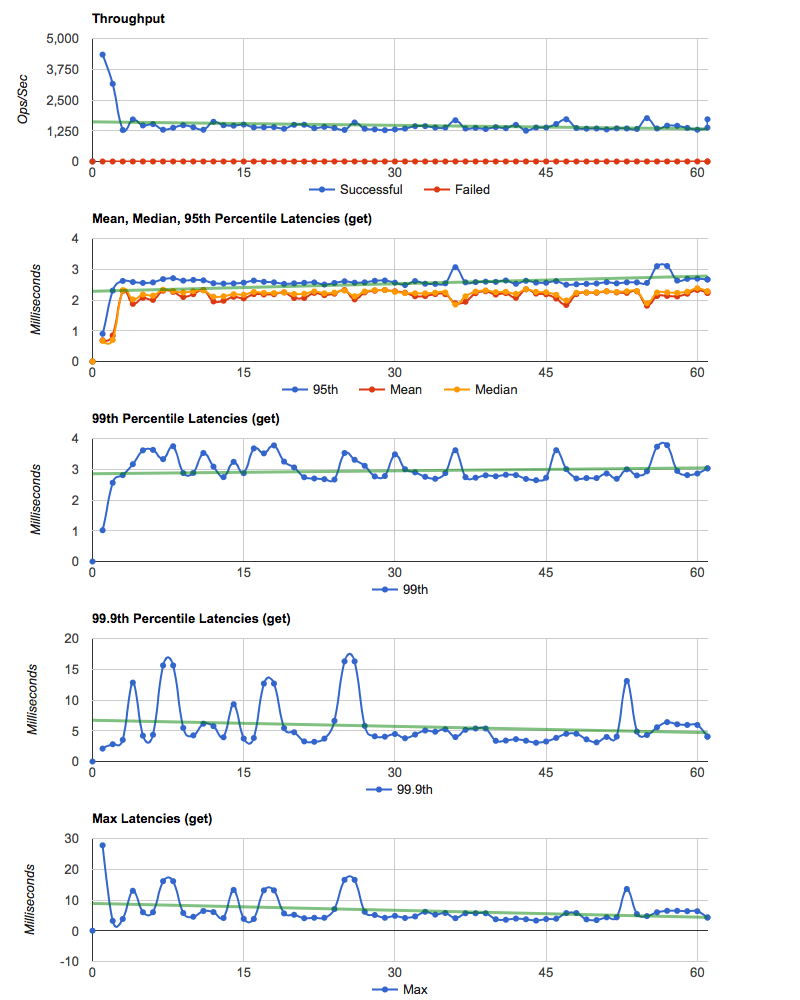 Throughput
Ops/Sec
5,000
3,750
2,500
1,250
0
0 15 30 45 60
Successful Failed
Mean, Median, 95th Percentile Latencies (get)
Milliseconds
4
3
2
1
0
0 15 30 45 60
95th Mean Median
99th Percentile Latencies (get)
Milliseconds
4
3
2
1
0
0 15 30 45 60
99th
99.9th Percentile Latencies (get)
Milliseconds
20
15
10
5
0
0 15 30 45 60
99.9th
Max Latencies (get)
Milliseconds
30
20
10
0
-10
0 15 30 45 60
Max